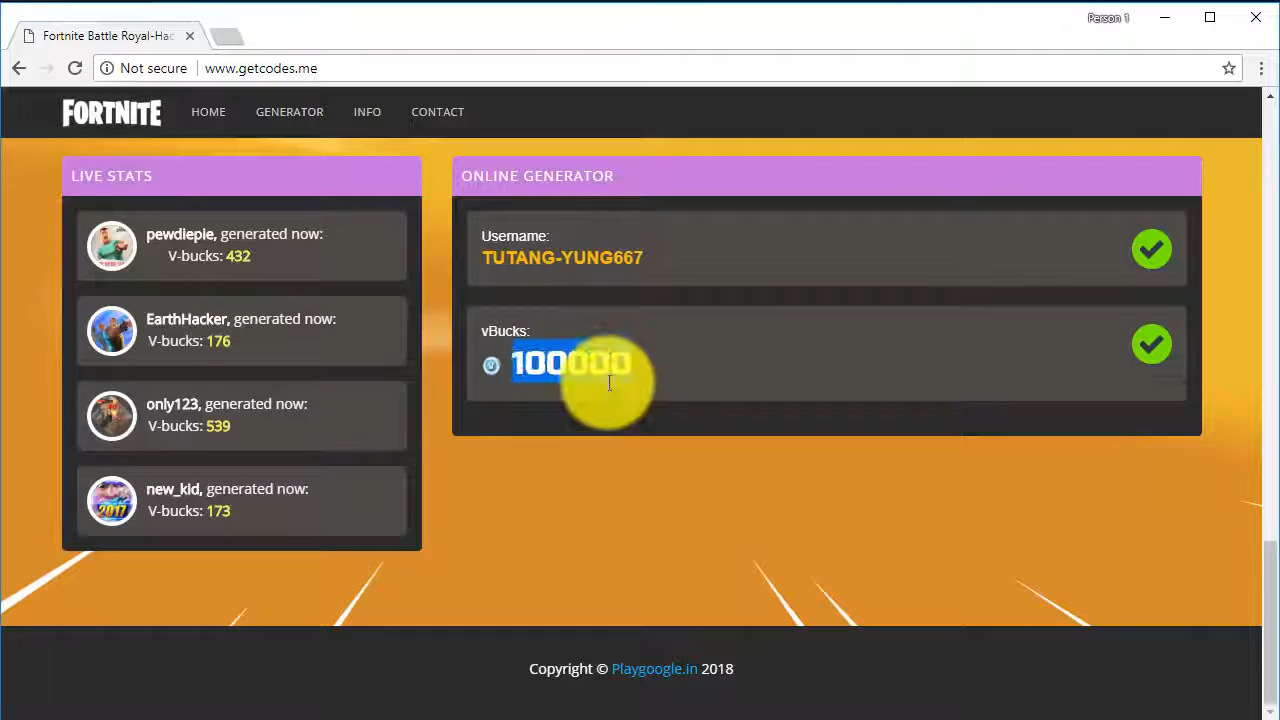 Person 1
Fortnite Battle Royal-Hac
Not secure www.getcodes.me
FORTNITE HOME GENERATOR INFO CONTACT
LIVE STATS
pewdiepie, generated now:
V-bucks: 432
EarthHacker, generated now:
V-bucks: 176
only123, generated now:
V-bucks: 539
2017
new_kid, generated now:
V-bucks: 173
ONLINE GENERATOR
Username:
TUTANG-YUNG667
vBucks:
100000
Copyright © Playgoogle.in 2018